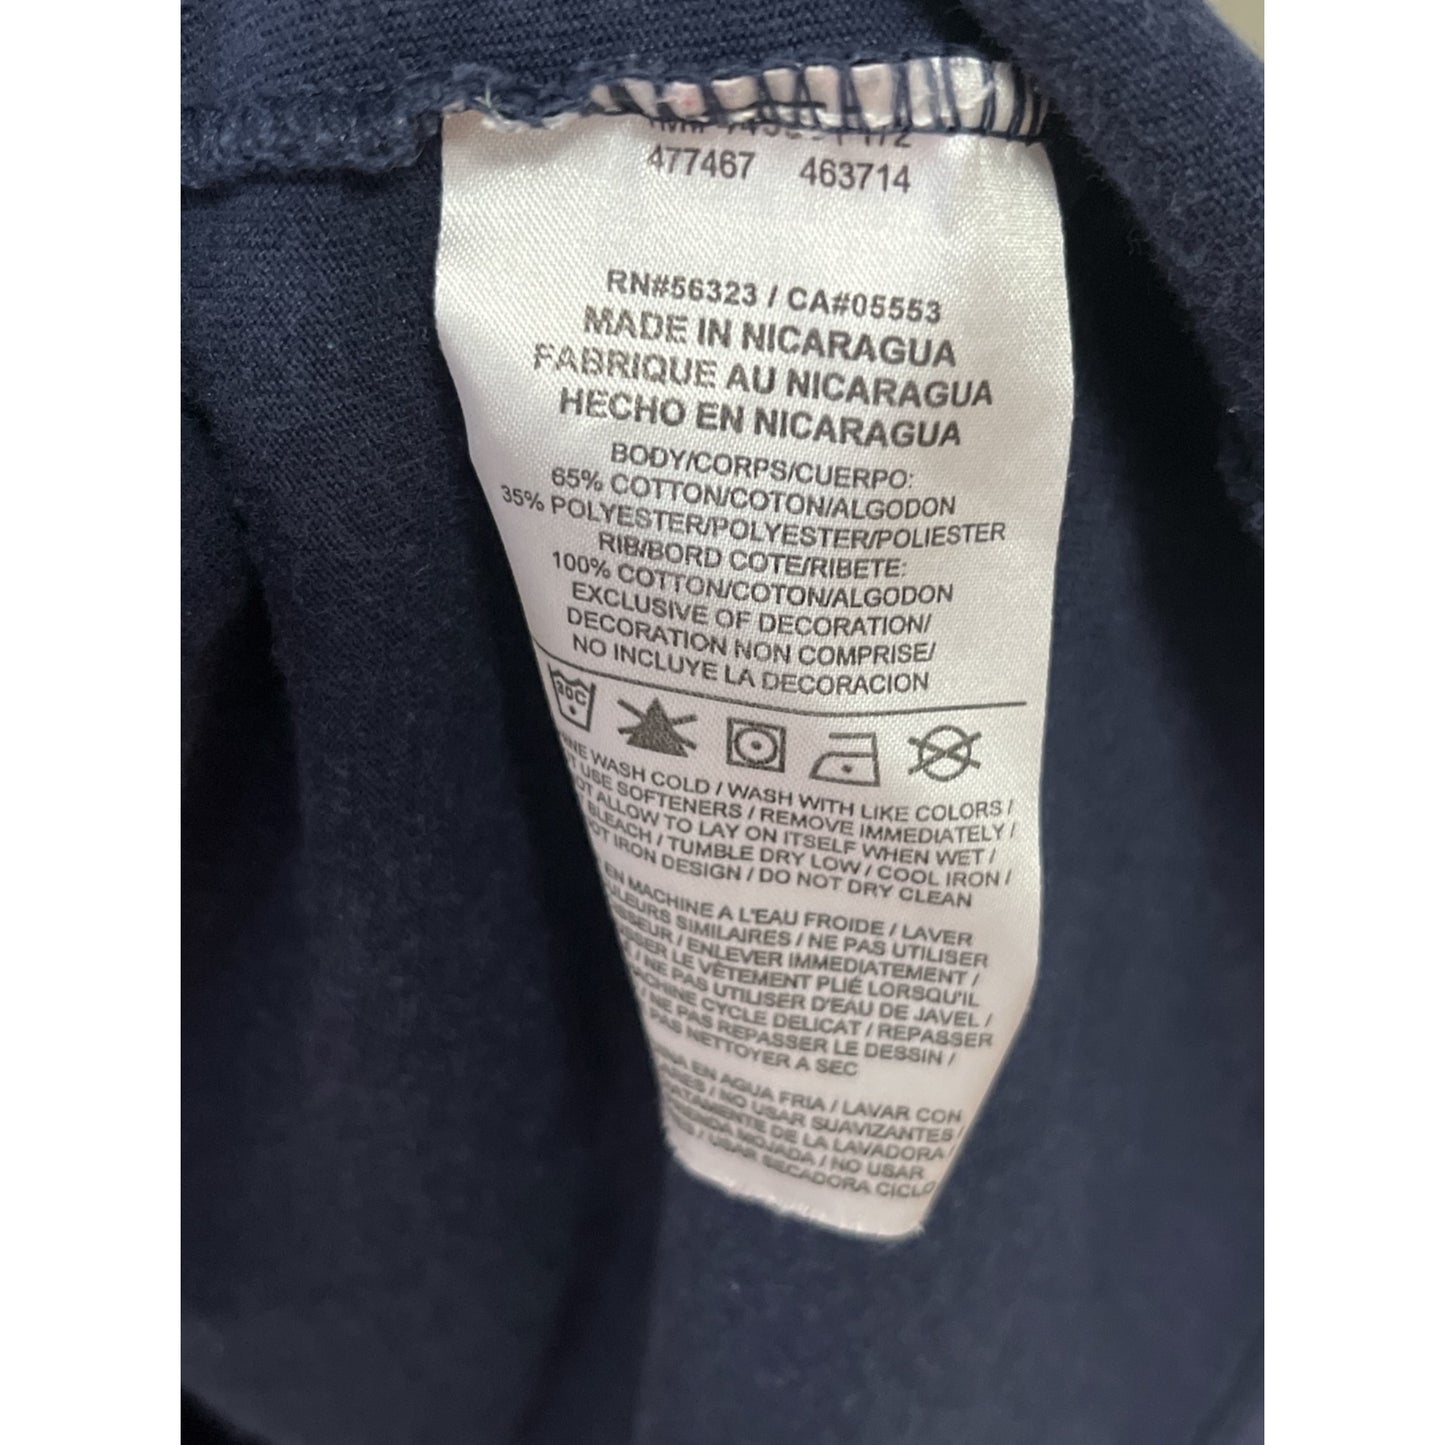 477467 463714
RN#56323 / CA#05553
MADE IN NICARAGUA
FABRIQUE AU NICARAGUA
HECHO EN NICARAGUA
BODY/CORPS/CUERPO:
65% COTTON/COTON/ALGODON
35% POLYESTER/POLYESTER/POLIESTER
RIB/BORD COTE/RIBETE:
100% COTTON/COTON/ALGODON
EXCLUSIVE OF DECORATION/
DECORATION NON COMPRISE/
NO INCLUYE LA DECORACION
30C
WASH COLD / WASH WITH LIKE COLORS /
USE SOFTENERS / REMOVE IMMEDIATELY /
ALLOW TO LAY ON ITSELF WHEN WET /
BLEACH / TUMBLE DRY LOW / COOL IRON /
IRON DESIGN / DO NOT DRY CLEAN
EN MACHINE A L'EAU FROIDE / LAVER
SIMILAIRES / NE PAS UTILISER
/ ENLEVER IMMEDIATEMENT /
LE VÊTEMENT PLIÉ LORSQU'IL
/ NE PAS UTILISER D'EAU DE JAVEL /
CYCLE DELICAT / REPASSER
/ NE PAS REPASSER LE DESSIN /
PAS NETTOYER A SEC
EN AGUA FRIA / LAVAR CON
/ NO USAR SUAVIZANTES /
DE LA LAVADORA /
MOJADA / NO USAR
/ USAR SECADORA CICLO